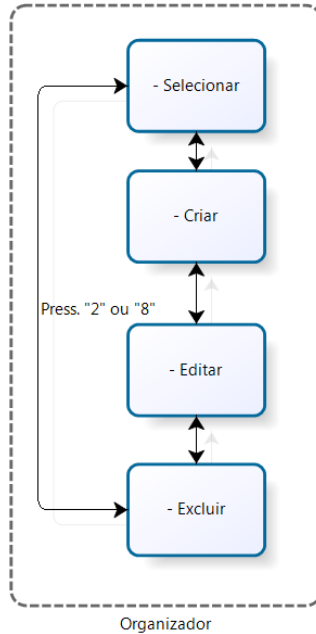 - Selecionar
- Criar
Press. "2" ou "8"
- Editar
- Excluir
Organizador